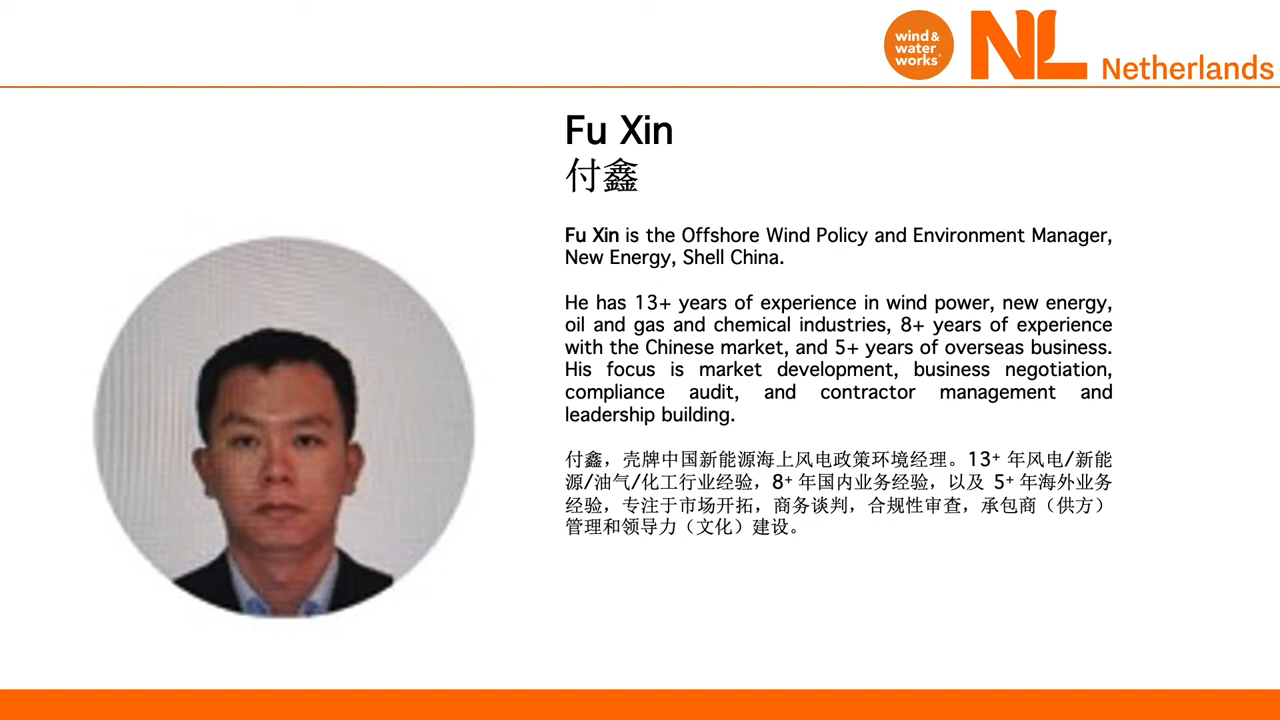 wind &
water
works
NL Netherlands
Fu Xin
付鑫
Fu Xin is the Offshore Wind Policy and Environment Manager,
New Energy, Shell China.
He has 13+ years of experience in wind power, new energy,
oil and gas and chemical industries, 8+ years of experience
with the Chinese market, and 5+ years of overseas business.
His focus is market development, business negotiation,
compliance audit, and contractor management and
leadership building.
付鑫，壳牌中国新能源海上风电政策环境经理。13⁺ 年风电/新能
源/油气/化工行业经验，8⁺ 年国内业务经验，以及 5⁺ 年海外业务
经验，专注于市场开拓，商务谈判，合规性审查，承包商（供方）
管理和领导力（文化）建设。